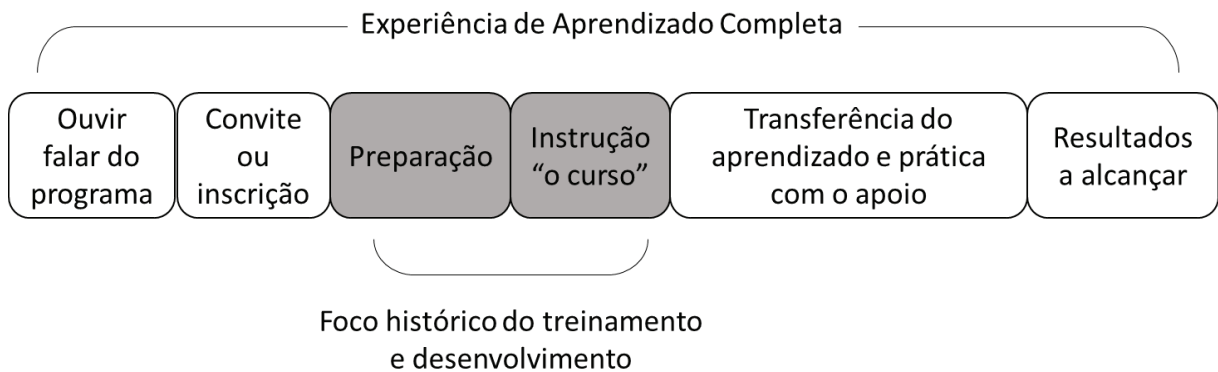 Experiência de Aprendizado Completa
Ouvir
falar do
programa
Convite
ou
inscrição
Preparação
Instrução
“o curso”
Transferência do
aprendizado e prática
com o apoio
Resultados
a alcançar
Foco histórico do treinamento
e desenvolvimento